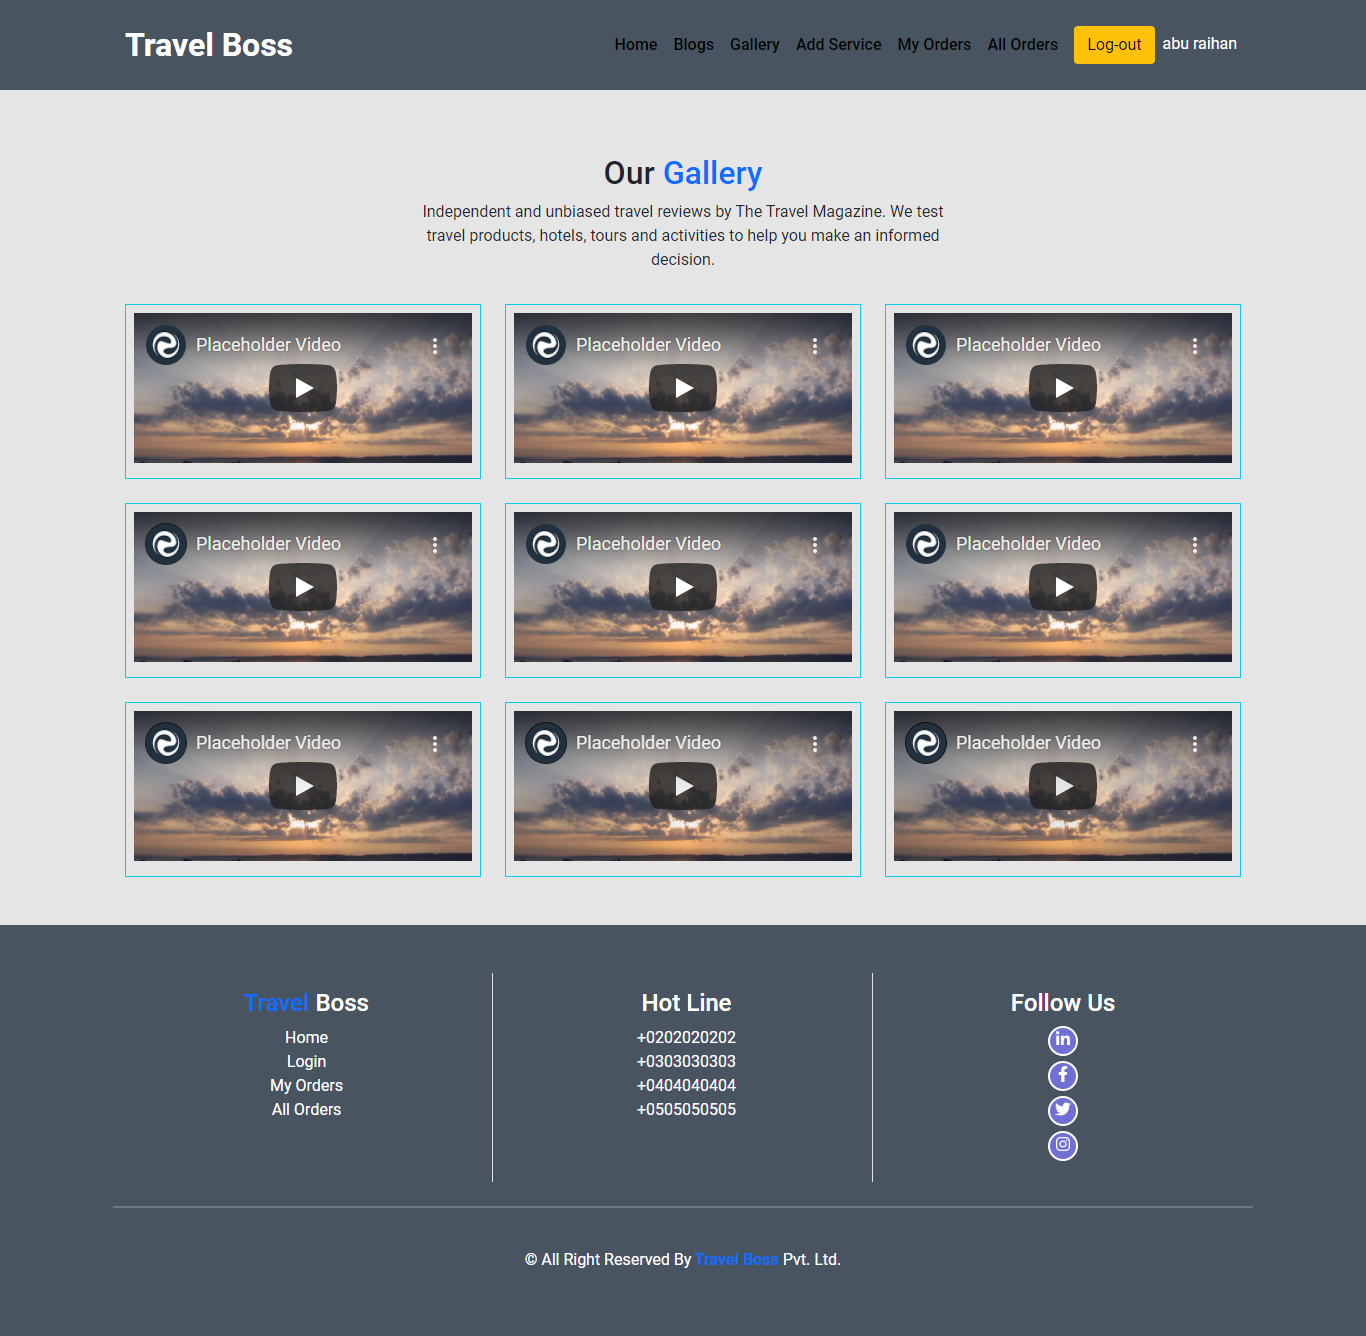 Travel Boss
Home Blogs Gallery Add Service My Orders All Orders Log-out abu raihan
Our Gallery
Independent and unbiased travel reviews by The Travel Magazine. We test
travel products, hotels, tours and activities to help you make an informed
decision.
Placeholder Video
Placeholder Video
Placeholder Video
Placeholder Video
Placeholder Video
Placeholder Video
Placeholder Video
Placeholder Video
Placeholder Video
Travel Boss
Home
Login
My Orders
All Orders
Hot Line
+0202020202
+0303030303
+0404040404
+0505050505
Follow Us
© All Right Reserved By Travel Boss Pvt. Ltd.